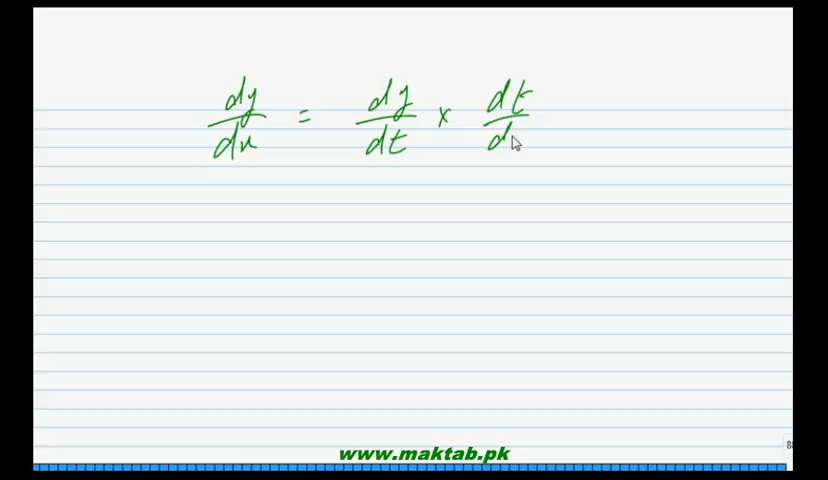 dy/dx = dy/dt × dt/d
www.maktab.pk